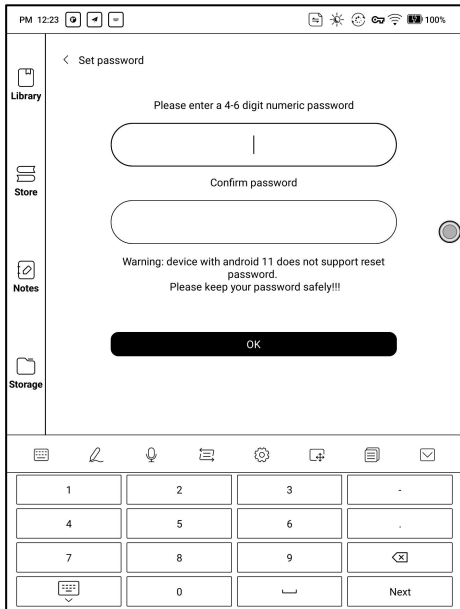 PM 12:23
100%
Set password
Library
Please enter a 4-6 digit numeric password
Store
Confirm password
Warning: device with android 11 does not support reset
password.
Please keep your password safely!!!
Notes
OK
Storage
1 2 3 -
4 5 6 .
7 8 9
0 Next